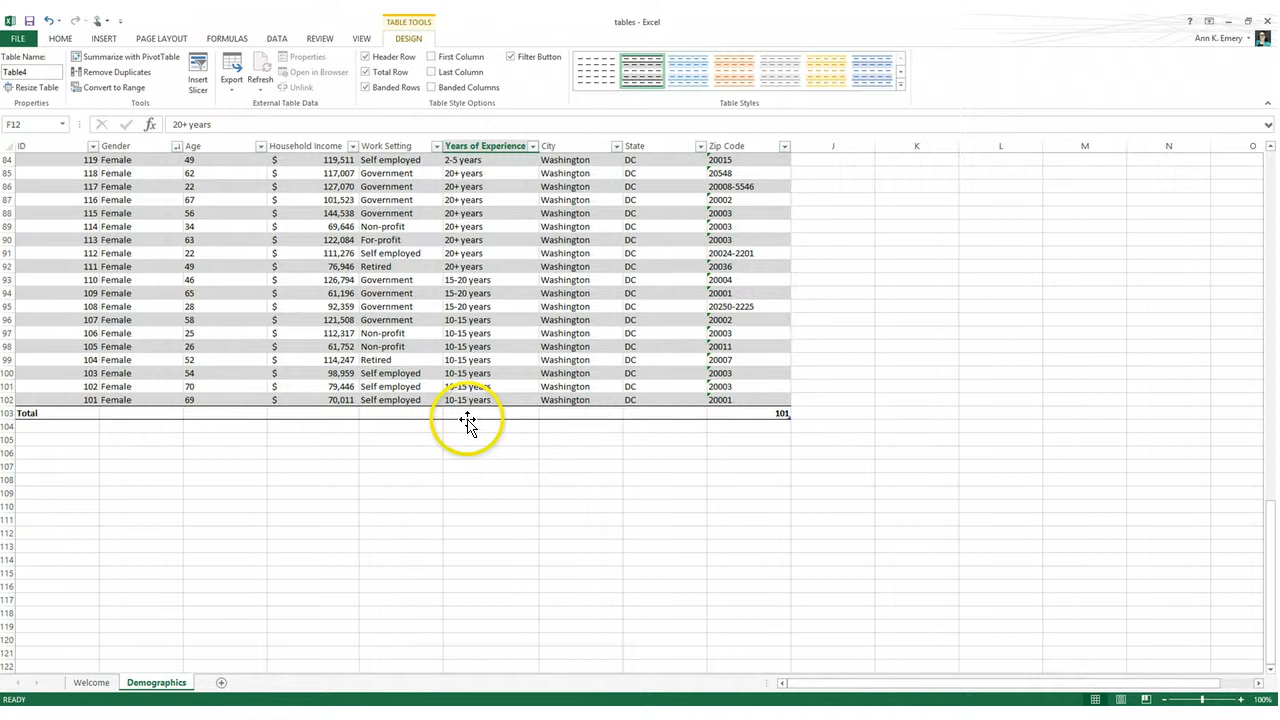 TABLE TOOLS
tables - Excel
FILE HOME INSERT PAGE LAYOUT FORMULAS DATA REVIEW VIEW DESIGN Ann K. Emery
Table Name: Summarize with PivotTable Properties Header Row First Column Filter Button
Table4 Remove Duplicates Insert Slicer Export Refresh Open in Browser Total Row Last Column
Resize Table Convert to Range Unlink Banded Rows Banded Columns
Properties Tools External Table Data Table Style Options Table Styles
F12 fx 20+ years
ID Gender Age Household Income Work Setting Years of Experience City State Zip Code J K L M N O
84 119 Female 49 $ 119,511 Self employed 2-5 years Washington DC 20015
85 118 Female 62 $ 117,007 Government 20+ years Washington DC 20548
86 117 Female 22 $ 127,070 Government 20+ years Washington DC 20008-5546
87 116 Female 67 $ 101,523 Government 20+ years Washington DC 20002
88 115 Female 56 $ 144,538 Government 20+ years Washington DC 20003
89 114 Female 34 $ 69,646 Non-profit 20+ years Washington DC 20003
90 113 Female 63 $ 122,084 For-profit 20+ years Washington DC 20003
91 112 Female 22 $ 111,276 Self employed 20+ years Washington DC 20024-2201
92 111 Female 49 $ 76,946 Retired 20+ years Washington DC 20036
93 110 Female 46 $ 126,794 Government 15-20 years Washington DC 20004
94 109 Female 65 $ 61,196 Government 15-20 years Washington DC 20001
95 108 Female 28 $ 92,359 Government 15-20 years Washington DC 20250-2225
96 107 Female 58 $ 121,508 Government 10-15 years Washington DC 20002
97 106 Female 25 $ 112,317 Non-profit 10-15 years Washington DC 20003
98 105 Female 26 $ 61,752 Non-profit 10-15 years Washington DC 20011
99 104 Female 52 $ 114,247 Retired 10-15 years Washington DC 20007
100 103 Female 54 $ 98,959 Self employed 10-15 years Washington DC 20003
101 102 Female 70 $ 79,446 Self employed 10-15 years Washington DC 20003
102 101 Female 69 $ 70,011 Self employed 10-15 years Washington DC 20001
103 Total 101
104
105
106
107
108
109
110
111
112
113
114
115
116
117
118
119
120
121
122
Welcome Demographics
READY 100%